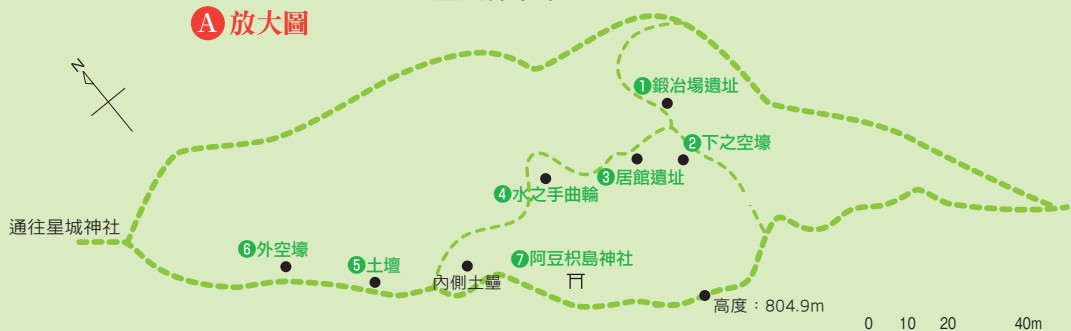 A 放大圖
N
❶鍛冶場遺址
❷下之空壕
❸居館遺址
❹水之手曲輪
通往星城神社
❻外空壕
❺土壇
❼阿豆枳島神社
內側土壘
高度：804.9m
0 10 20 40m